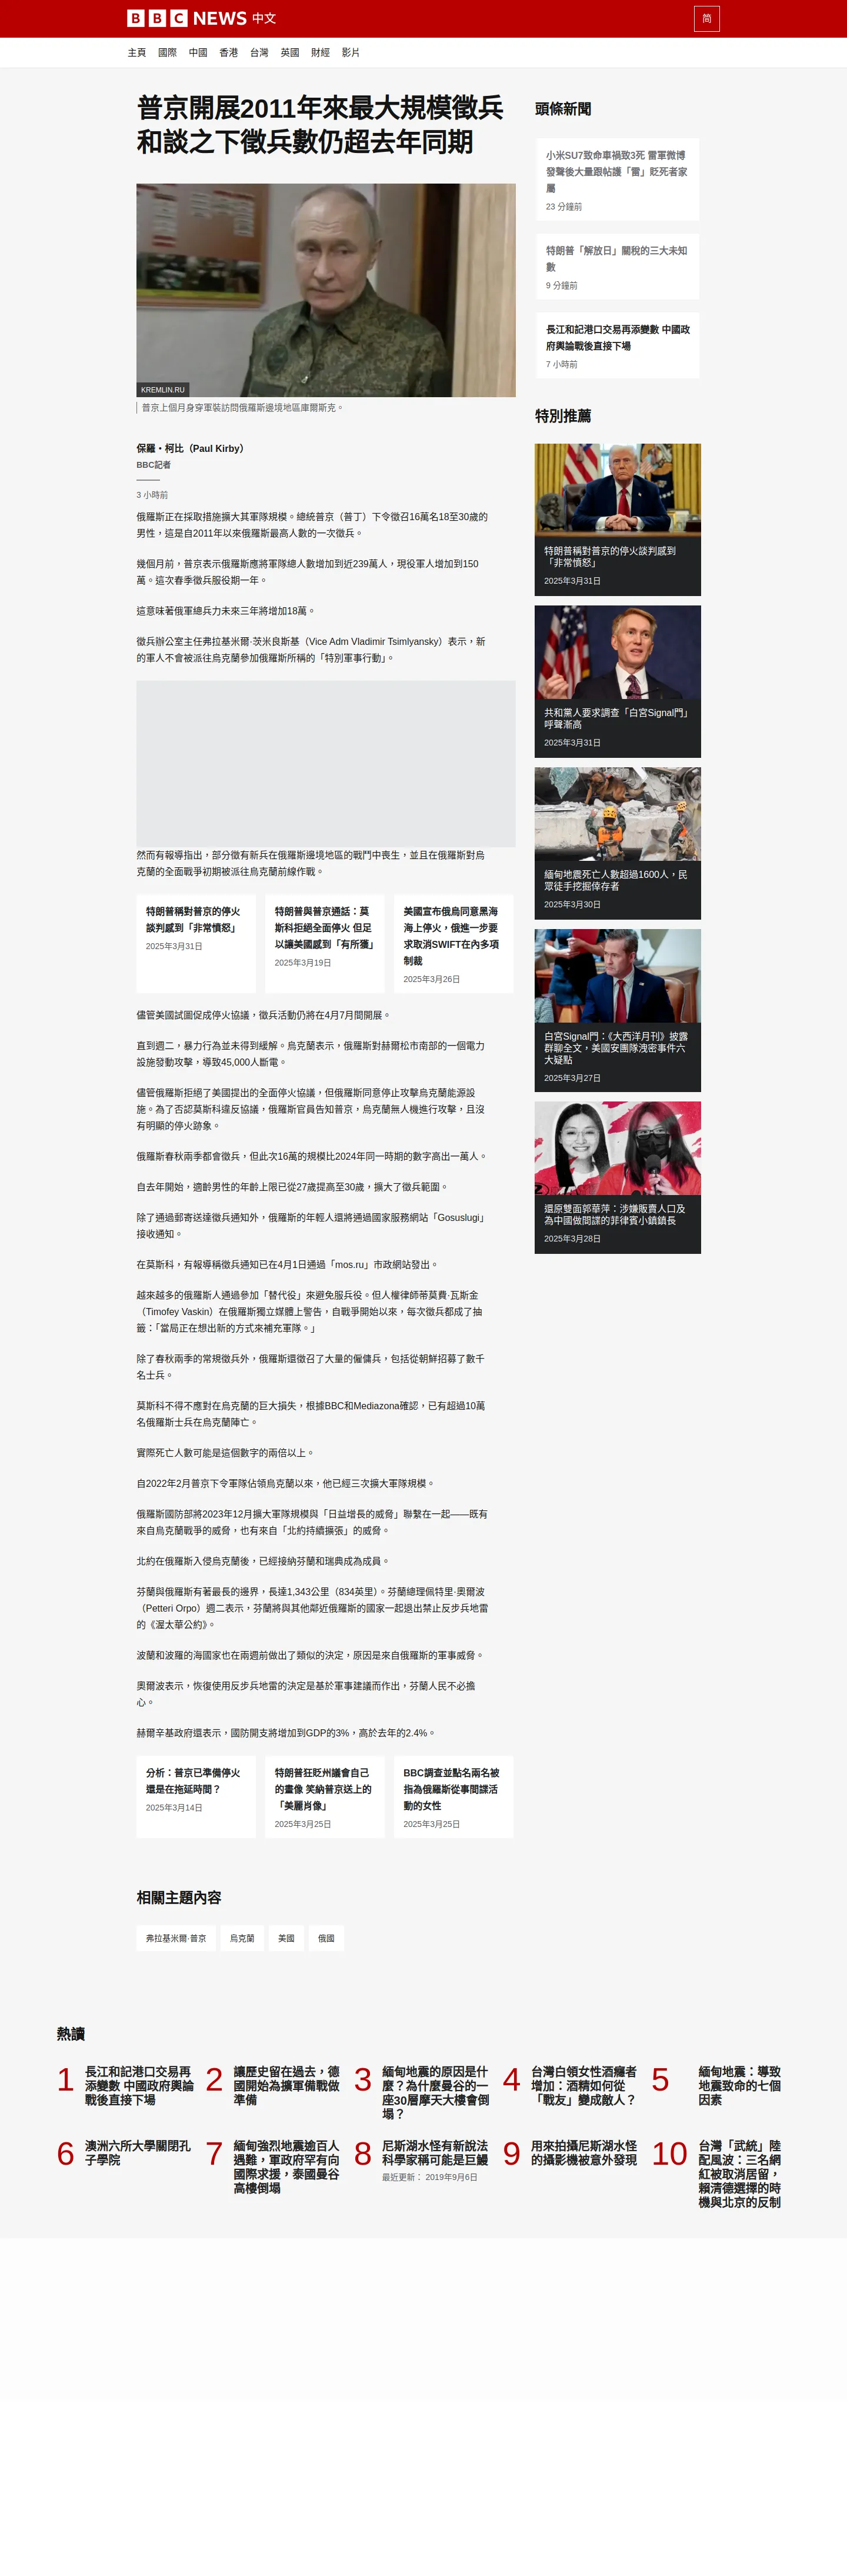 BBC NEWS 中文
简
主頁 國際 中國 香港 台灣 英國 財經 影片
普京開展2011年來最大規模徵兵
和談之下徵兵數仍超去年同期
KREMLIN.RU
普京上個月身穿軍裝訪問俄羅斯邊境地區庫爾斯克。
保羅・柯比（Paul Kirby）
BBC記者
3 小時前
俄羅斯正在採取措施擴大其軍隊規模。總統普京（普丁）下令徵召16萬名18至30歲的
男性，這是自2011年以來俄羅斯最高人數的一次徵兵。
幾個月前，普京表示俄羅斯應將軍隊總人數增加到近239萬人，現役軍人增加到150
萬。這次春季徵兵服役期一年。
這意味著俄軍總兵力未來三年將增加18萬。
徵兵辦公室主任弗拉基米爾·茨米良斯基（Vice Adm Vladimir Tsimlyansky）表示，新
的軍人不會被派往烏克蘭參加俄羅斯所稱的「特別軍事行動」。
然而有報導指出，部分徵有新兵在俄羅斯邊境地區的戰鬥中喪生，並且在俄羅斯對烏
克蘭的全面戰爭初期被派往烏克蘭前線作戰。
特朗普稱對普京的停火
談判感到「非常憤怒」
2025年3月31日
特朗普與普京通話：莫
斯科拒絕全面停火 但足
以讓美國感到「有所獲」
2025年3月19日
美國宣布俄烏同意黑海
海上停火，俄進一步要
求取消SWIFT在內多項
制裁
2025年3月26日
儘管美國試圖促成停火協議，徵兵活動仍將在4月7月間開展。
直到週二，暴力行為並未得到緩解。烏克蘭表示，俄羅斯對赫爾松市南部的一個電力
設施發動攻擊，導致45,000人斷電。
儘管俄羅斯拒絕了美國提出的全面停火協議，但俄羅斯同意停止攻擊烏克蘭能源設
施。為了否認莫斯科違反協議，俄羅斯官員告知普京，烏克蘭無人機進行攻擊，且沒
有明顯的停火跡象。
俄羅斯春秋兩季都會徵兵，但此次16萬的規模比2024年同一時期的數字高出一萬人。
自去年開始，適齡男性的年齡上限已從27歲提高至30歲，擴大了徵兵範圍。
除了通過郵寄送達徵兵通知外，俄羅斯的年輕人還將通過國家服務網站「Gosuslugi」
接收通知。
在莫斯科，有報導稱徵兵通知已在4月1日通過「mos.ru」市政網站發出。
越來越多的俄羅斯人通過參加「替代役」來避免服兵役。但人權律師蒂莫費·瓦斯金
（Timofey Vaskin）在俄羅斯獨立媒體上警告，自戰爭開始以來，每次徵兵都成了抽
籤：「當局正在想出新的方式來補充軍隊。」
除了春秋兩季的常規徵兵外，俄羅斯還徵召了大量的僱傭兵，包括從朝鮮招募了數千
名士兵。
莫斯科不得不應對在烏克蘭的巨大損失，根據BBC和Mediazona確認，已有超過10萬
名俄羅斯士兵在烏克蘭陣亡。
實際死亡人數可能是這個數字的兩倍以上。
自2022年2月普京下令軍隊佔領烏克蘭以來，他已經三次擴大軍隊規模。
俄羅斯國防部將2023年12月擴大軍隊規模與「日益增長的威脅」聯繫在一起——既有
來自烏克蘭戰爭的威脅，也有來自「北約持續擴張」的威脅。
北約在俄羅斯入侵烏克蘭後，已經接納芬蘭和瑞典成為成員。
芬蘭與俄羅斯有著最長的邊界，長達1,343公里（834英里）。芬蘭總理佩特里·奧爾波
（Petteri Orpo）週二表示，芬蘭將與其他鄰近俄羅斯的國家一起退出禁止反步兵地雷
的《渥太華公約》。
波蘭和波羅的海國家也在兩週前做出了類似的決定，原因是來自俄羅斯的軍事威脅。
奧爾波表示，恢復使用反步兵地雷的決定是基於軍事建議而作出，芬蘭人民不必擔
心。
赫爾辛基政府還表示，國防開支將增加到GDP的3%，高於去年的2.4%。
分析：普京已準備停火
還是在拖延時間？
2025年3月14日
特朗普狂貶州議會自己
的畫像 笑納普京送上的
「美麗肖像」
2025年3月25日
BBC調查並點名兩名被
指為俄羅斯從事間諜活
動的女性
2025年3月25日
相關主題內容
弗拉基米爾·普京 烏克蘭 美國 俄國
頭條新聞
小米SU7致命車禍致3死 雷軍微博
發聲後大量跟帖護「雷」貶死者家
屬
23 分鐘前
特朗普「解放日」關稅的三大未知
數
9 分鐘前
長江和記港口交易再添變數 中國政
府輿論戰後直接下場
7 小時前
特別推薦
特朗普稱對普京的停火談判感到
「非常憤怒」
2025年3月31日
共和黨人要求調查「白宮Signal門」
呼聲漸高
2025年3月31日
緬甸地震死亡人數超過1600人，民
眾徒手挖掘倖存者
2025年3月30日
白宮Signal門：《大西洋月刊》披露
群聊全文，美國安團隊洩密事件六
大疑點
2025年3月27日
還原雙面郭華萍：涉嫌販賣人口及
為中國做間諜的菲律賓小鎮鎮長
2025年3月28日
熱讀
1 長江和記港口交易再
添變數 中國政府輿論
戰後直接下場
2 讓歷史留在過去，德
國開始為擴軍備戰做
準備
3 緬甸地震的原因是什
麼？為什麼曼谷的一
座30層摩天大樓會倒
塌？
4 台灣白領女性酒癮者
增加：酒精如何從
「戰友」變成敵人？
5 緬甸地震：導致
地震致命的七個
因素
6 澳洲六所大學關閉孔
子學院
7 緬甸強烈地震逾百人
遇難，軍政府罕有向
國際求援，泰國曼谷
高樓倒塌
8 尼斯湖水怪有新說法
科學家稱可能是巨鰻
最近更新： 2019年9月6日
9 用來拍攝尼斯湖水怪
的攝影機被意外發現
10 台灣「武統」陸
配風波：三名網
紅被取消居留，
賴清德選擇的時
機與北京的反制